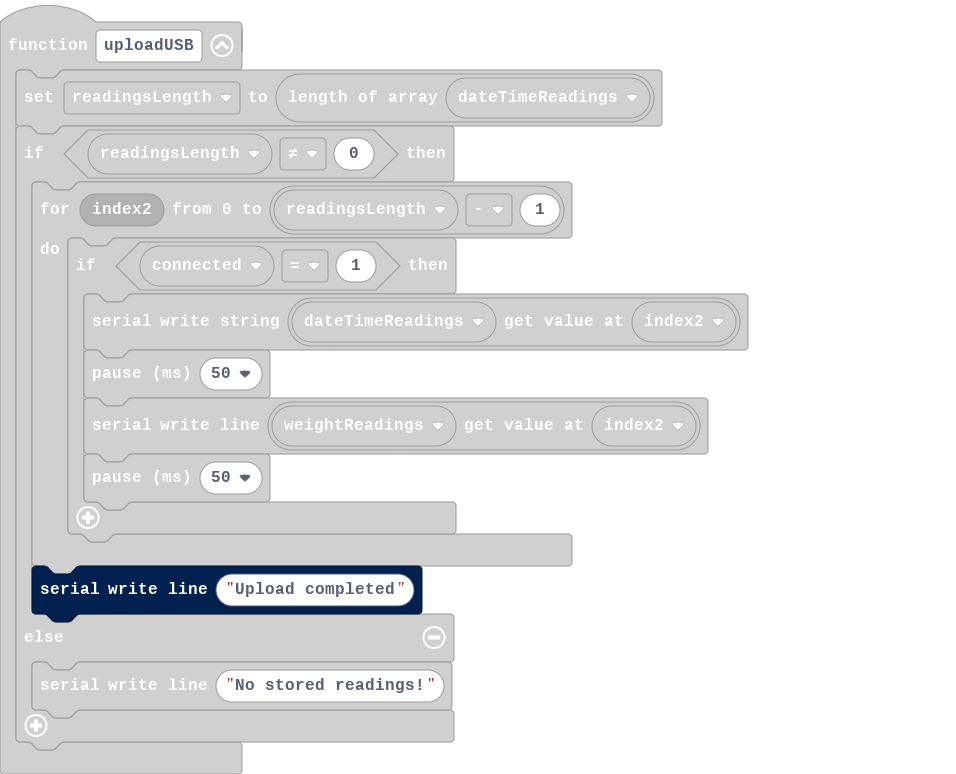 function uploadUSB
set readingsLength to length of array dateTimeReadings
if readingsLength ≠ 0 then
for index2 from 0 to readingsLength - 1
do
if connected = 1 then
serial write string dateTimeReadings get value at index2
pause (ms) 50
serial write line weightReadings get value at index2
pause (ms) 50
serial write line "Upload completed"
else
serial write line "No stored readings!"